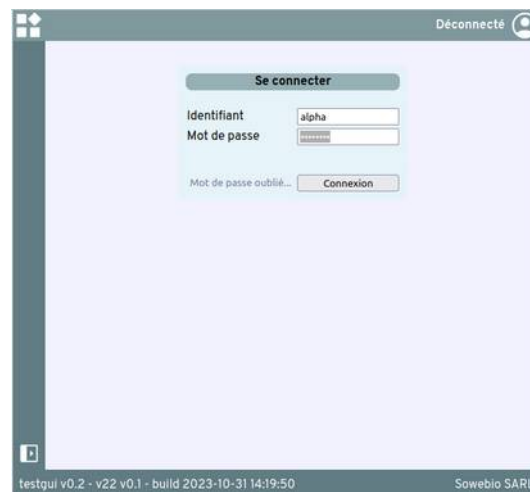 Déconnecté
Se connecter
Identifiant
alpha
Mot de passe
Mot de passe oublié...
Connexion
testgui v0.2 - v22 v0.1 - build 2023-10-31 14:19:50
Sowebio SARL